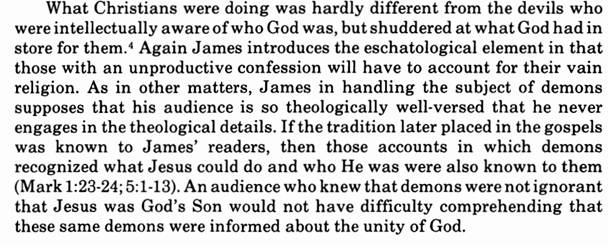 What Christians were doing was hardly different from the devils who
were intellectually aware of who God was, but shuddered at what God had in
store for them.⁴ Again James introduces the eschatological element in that
those with an unproductive confession will have to account for their vain
religion. As in other matters, James in handling the subject of demons
supposes that his audience is so theologically well-versed that he never
engages in the theological details. If the tradition later placed in the gospels
was known to James' readers, then those accounts in which demons
recognized what Jesus could do and who He was were also known to them
(Mark 1:23-24; 5:1-13). An audience who knew that demons were not ignorant
that Jesus was God's Son would not have difficulty comprehending that
these same demons were informed about the unity of God.